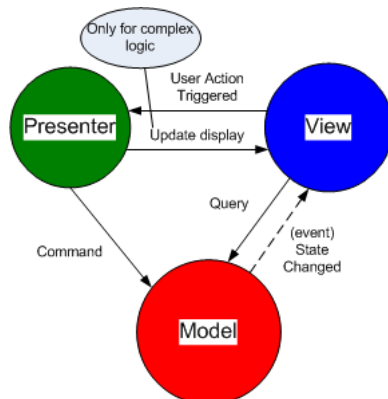 Only for complex
logic
User Action
Triggered
Presenter
View
Update display
Query
(event)
State
Changed
Command
Model